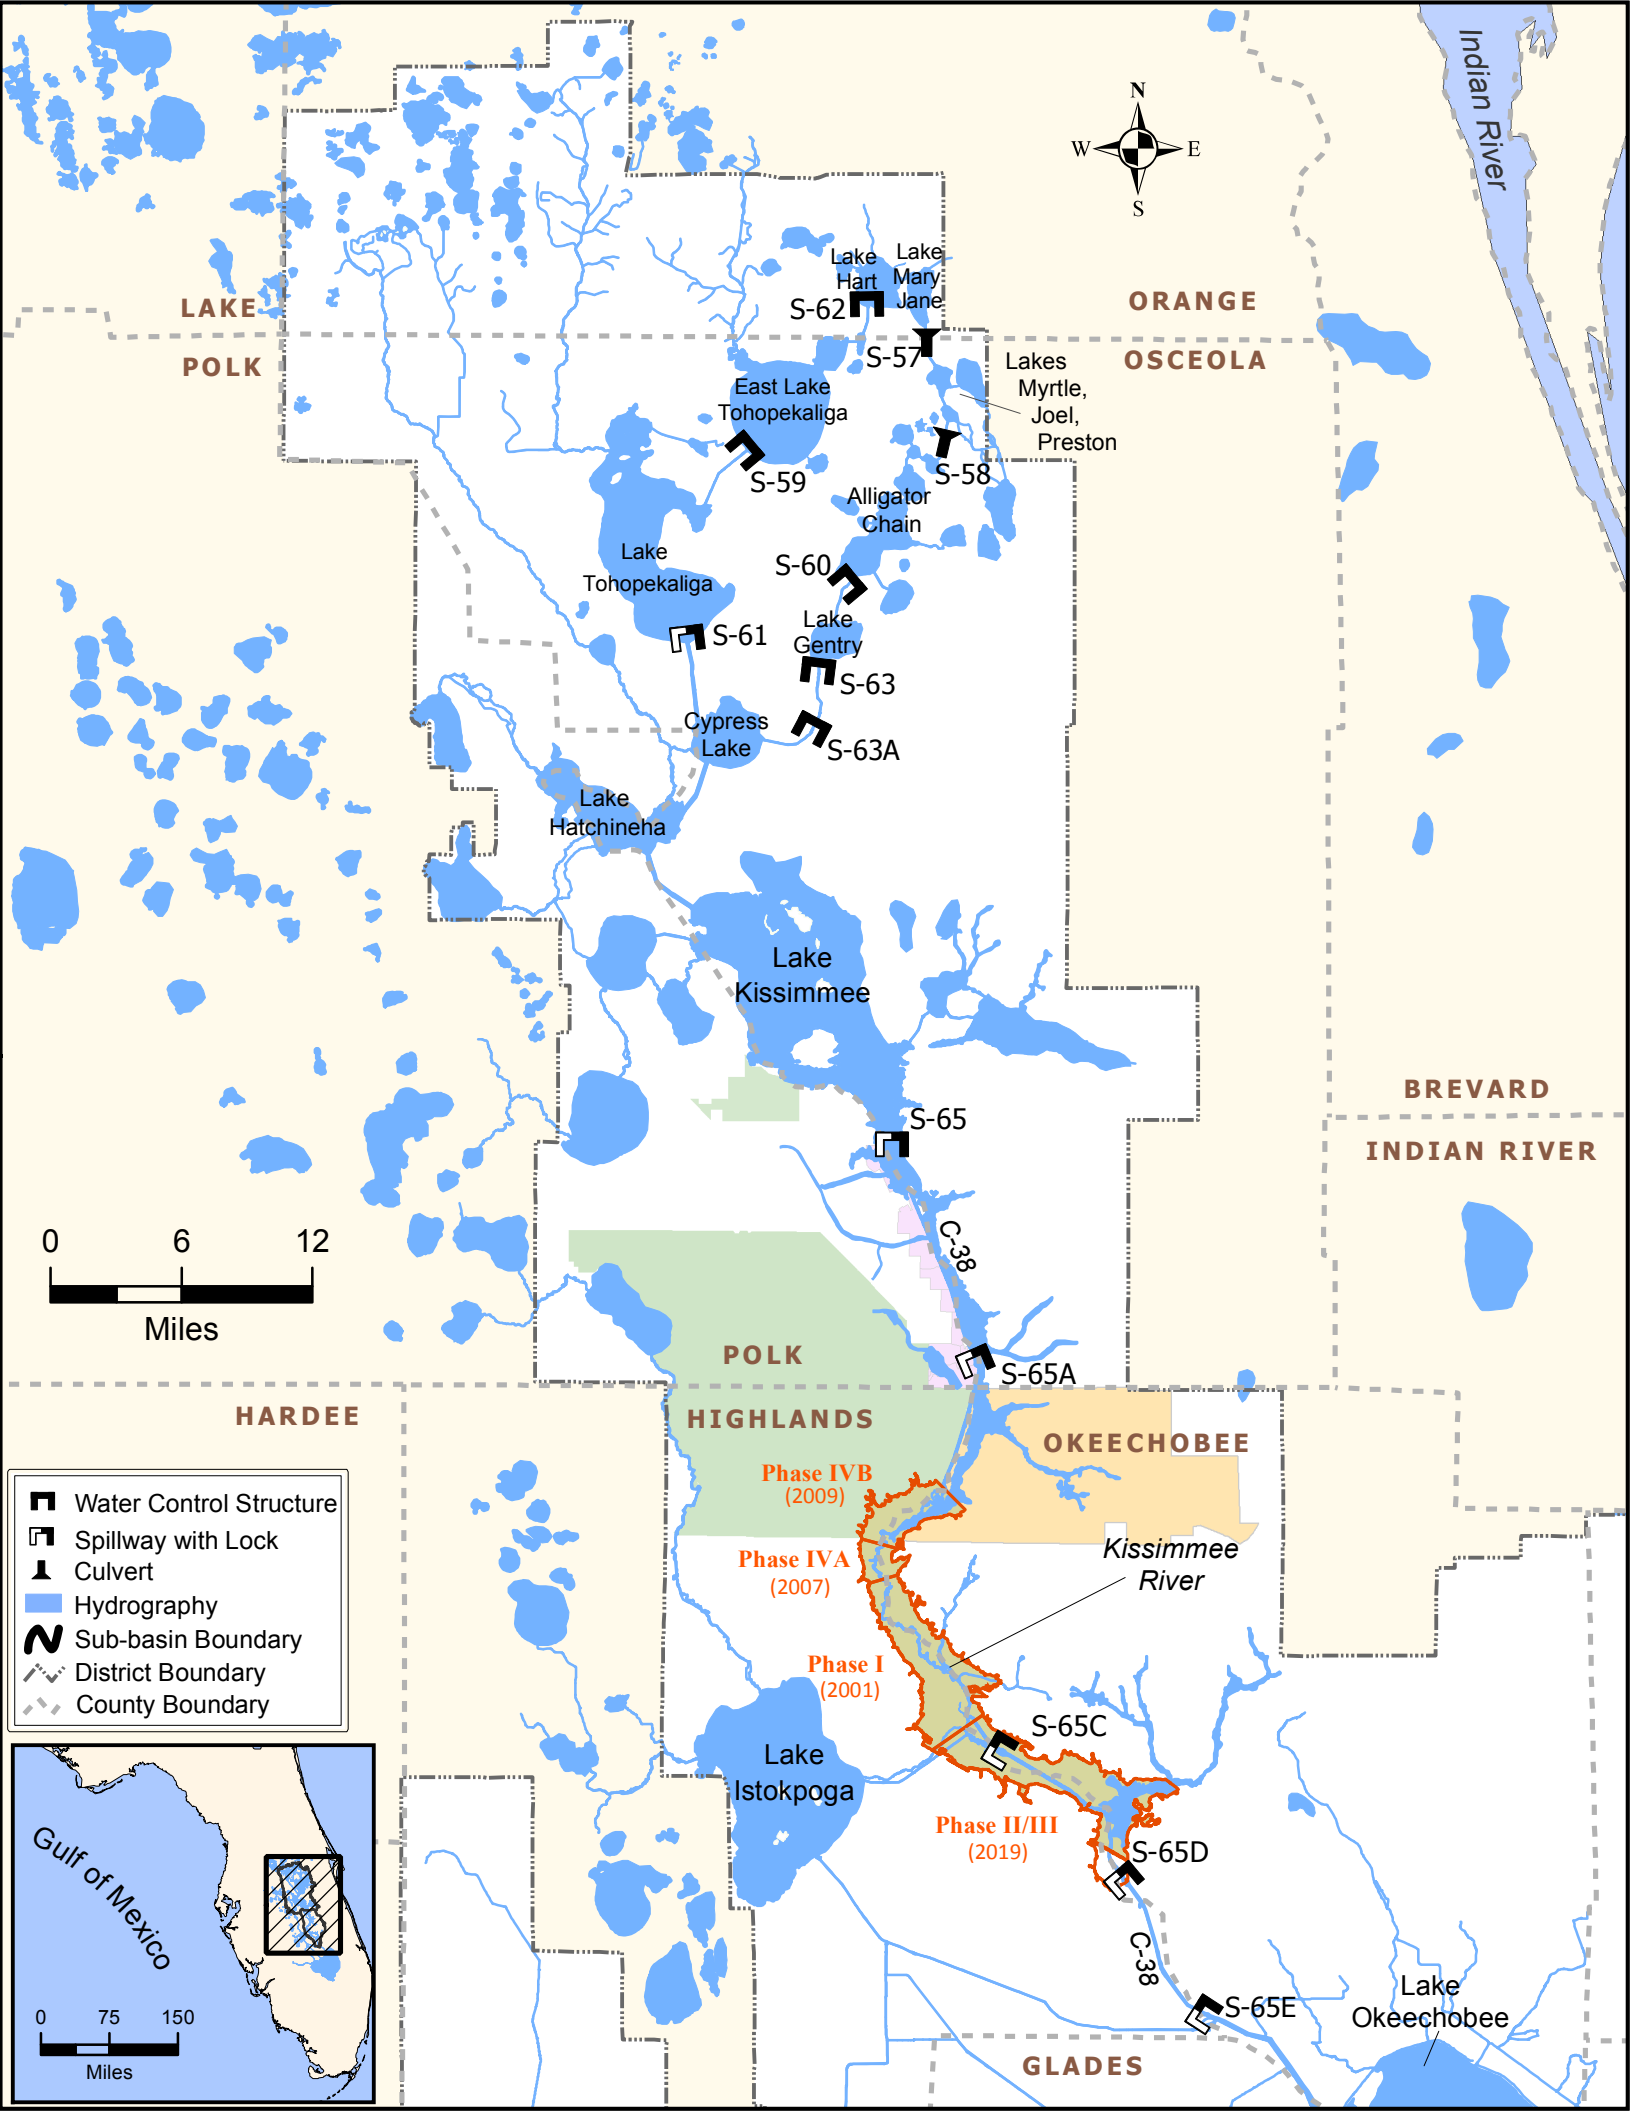 Indian River
N
W
E
S
Lake
Hart
Lake
Mary
Jane
S-62
LAKE
ORANGE
POLK
OSCEOLA
S-57
Lakes
Myrtle,
Joel,
Preston
East Lake
Tohopekaliga
S-59
S-58
Alligator
Chain
Lake
Tohopekaliga
S-60
Lake
Gentry
S-61
S-63
Cypress
Lake
S-63A
Lake
Hatchineha
Lake
Kissimmee
BREVARD
S-65
INDIAN RIVER
0 6 12
Miles
C-38
POLK
S-65A
HARDEE
HIGHLANDS
OKEECHOBEE
Phase IVB
(2009)
Phase IVA
(2007)
Kissimmee
River
Phase I
(2001)
S-65C
Lake
Istokpoga
Phase II/III
(2019)
S-65D
C-38
S-65E
Lake
Okeechobee
GLADES
Water Control Structure
Spillway with Lock
Culvert
Hydrography
Sub-basin Boundary
District Boundary
County Boundary
Gulf of Mexico
0 75 150
Miles